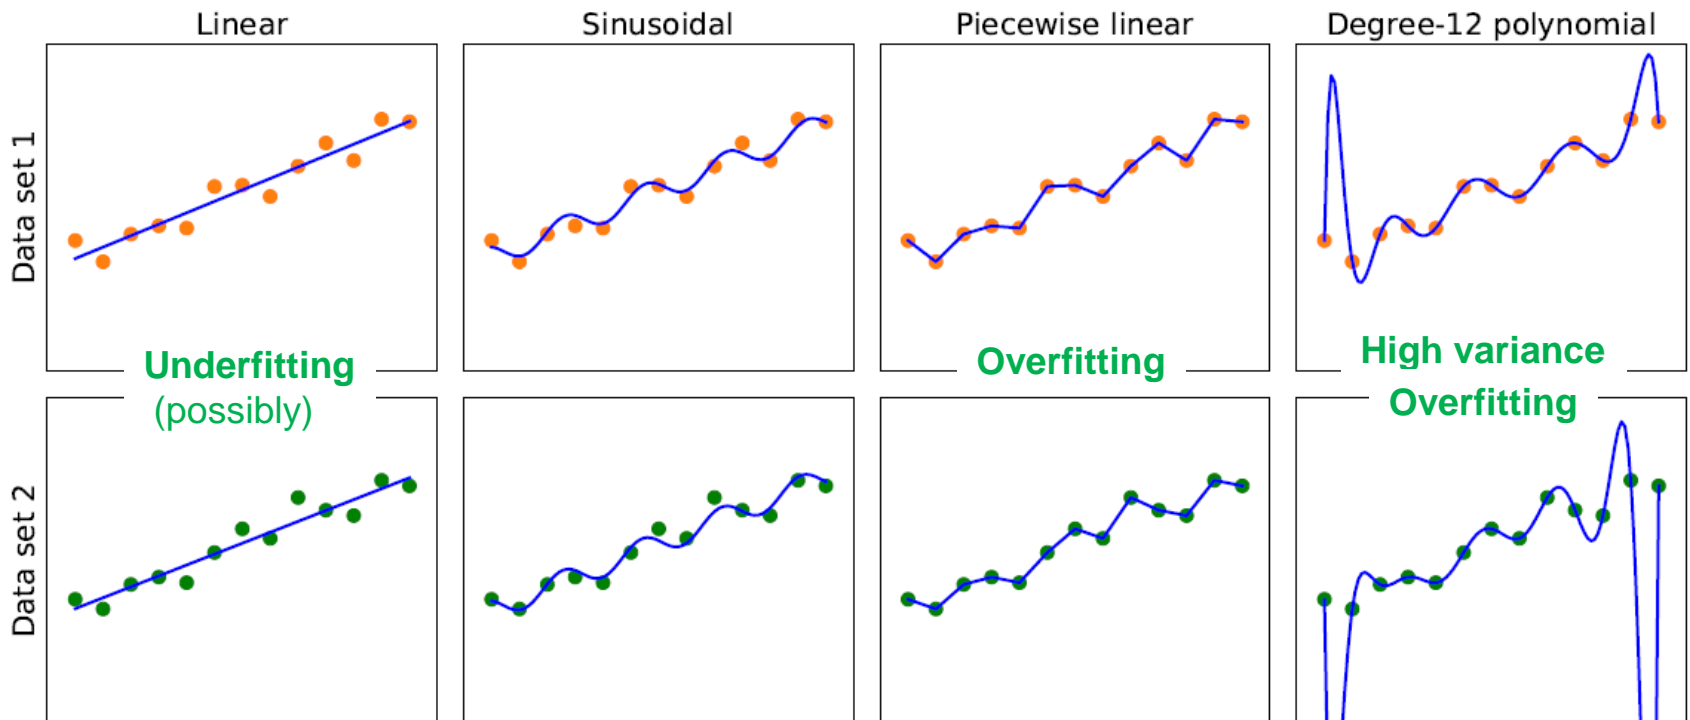 Linear
Sinusoidal
Piecewise linear
Degree-12 polynomial
Data set 1
Underfitting
(possibly)
Overfitting
High variance
Overfitting
Data set 2